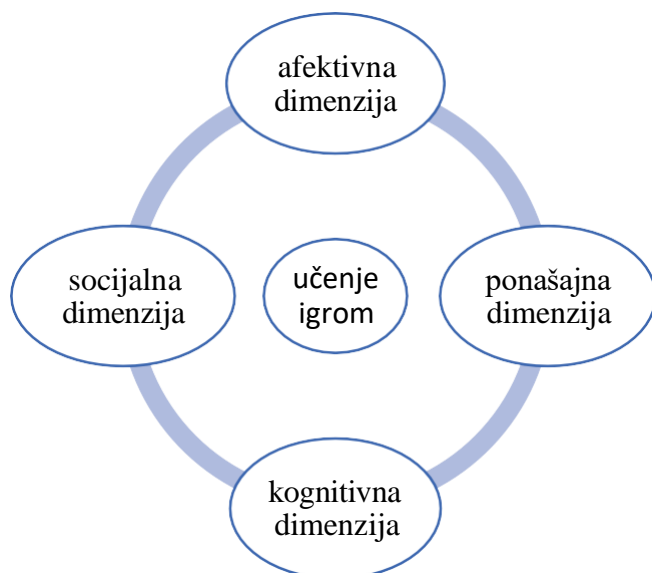 afektivna
dimenzija
socijalna
dimenzija
učenje
igrom
ponašajna
dimenzija
kognitivna
dimenzija